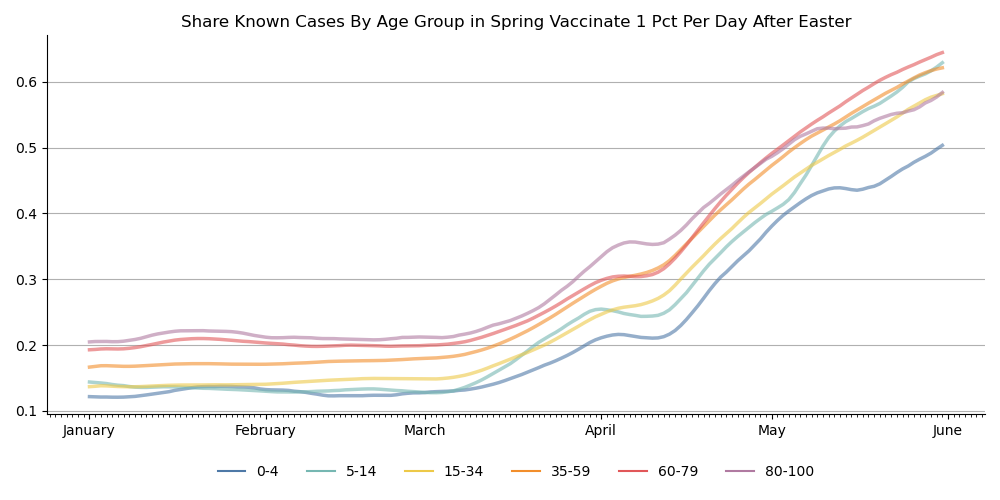 Share Known Cases By Age Group in Spring Vaccinate 1 Pct Per Day After Easter
0.6
0.5
0.4
0.3
0.2
0.1
January February March April May June
0-4 5-14 15-34 35-59 60-79 80-100